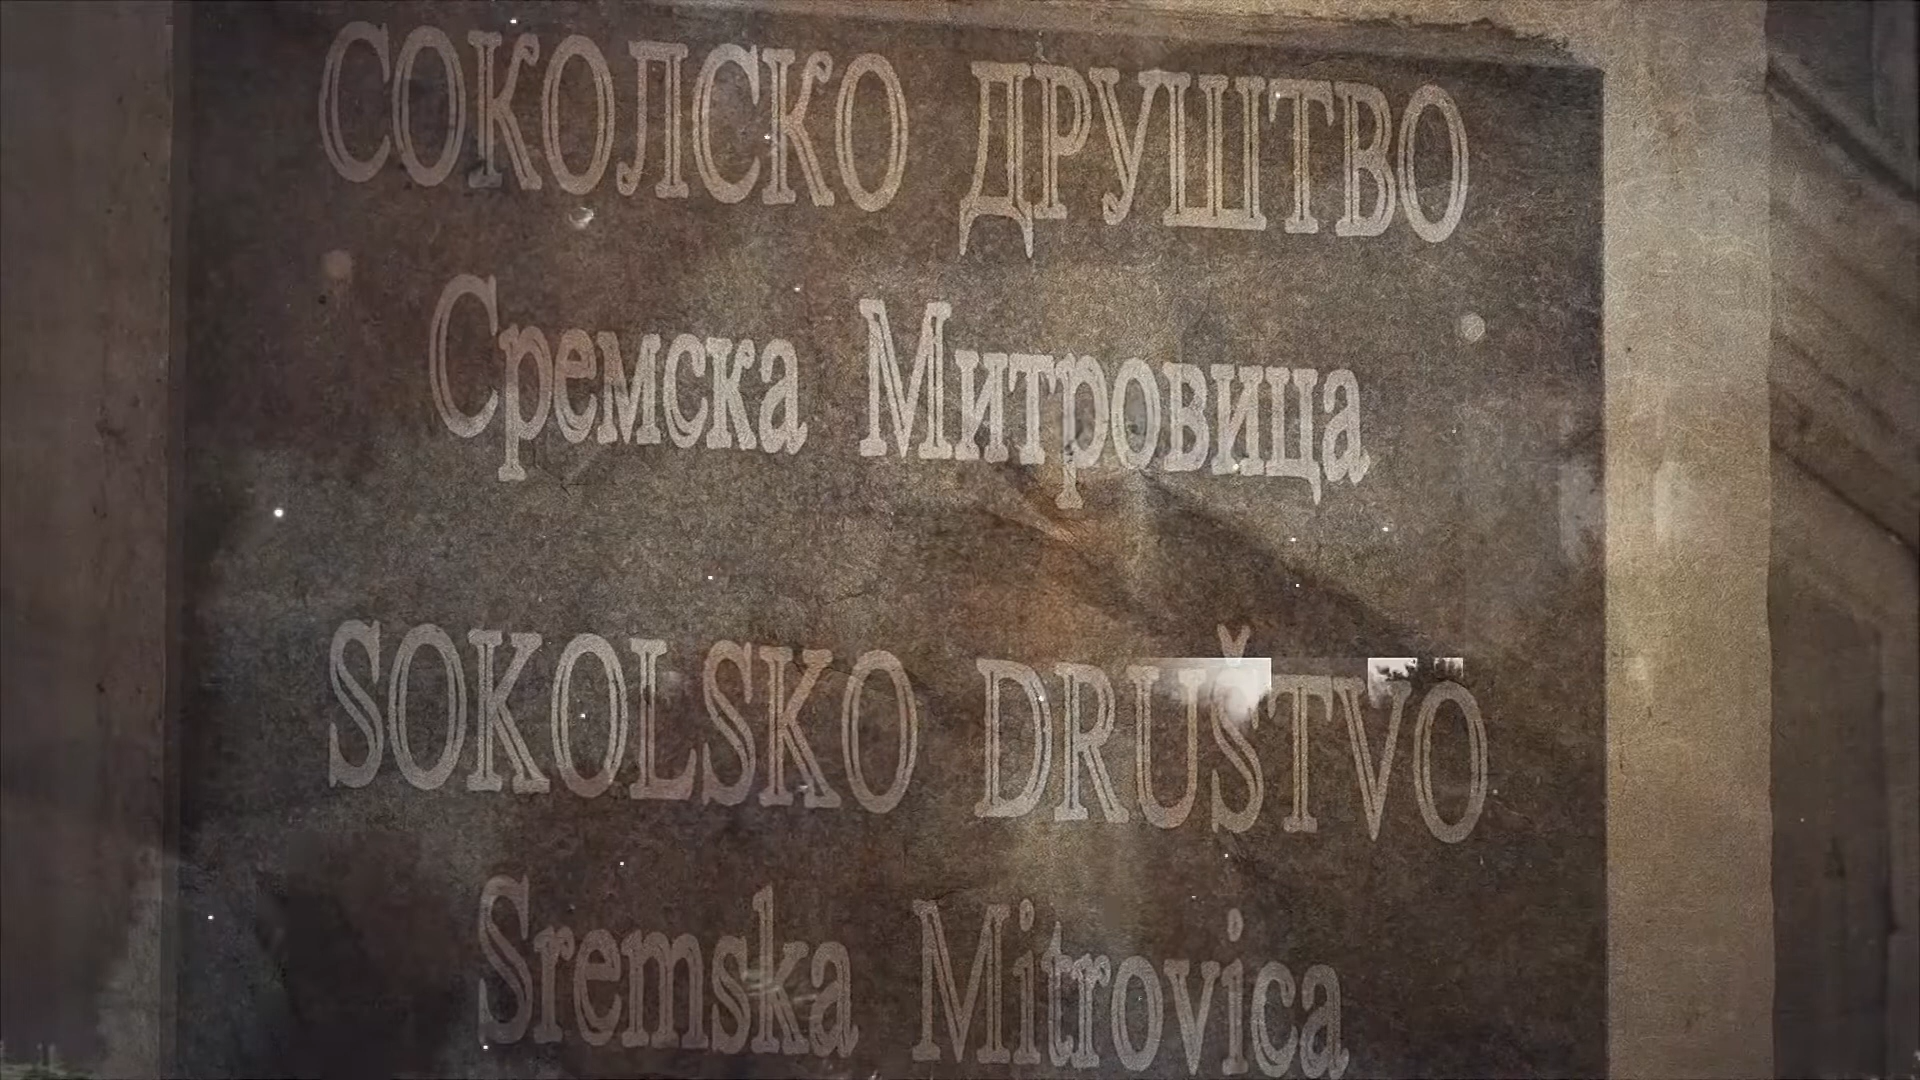 СОКОЛСКО ДРУШТВО
Сремска Митровица
SOKOLSKO DRUŠTVO
Sremska Mitrovica